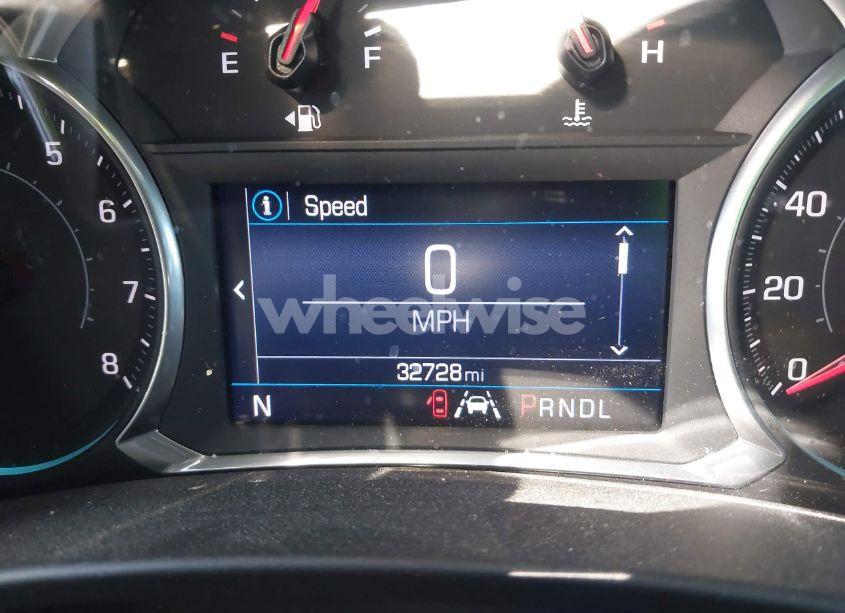 E F H
5
6
7
8
i Speed
0
MPH
32728 mi
N PRNDL
40
20
0
wheelwise